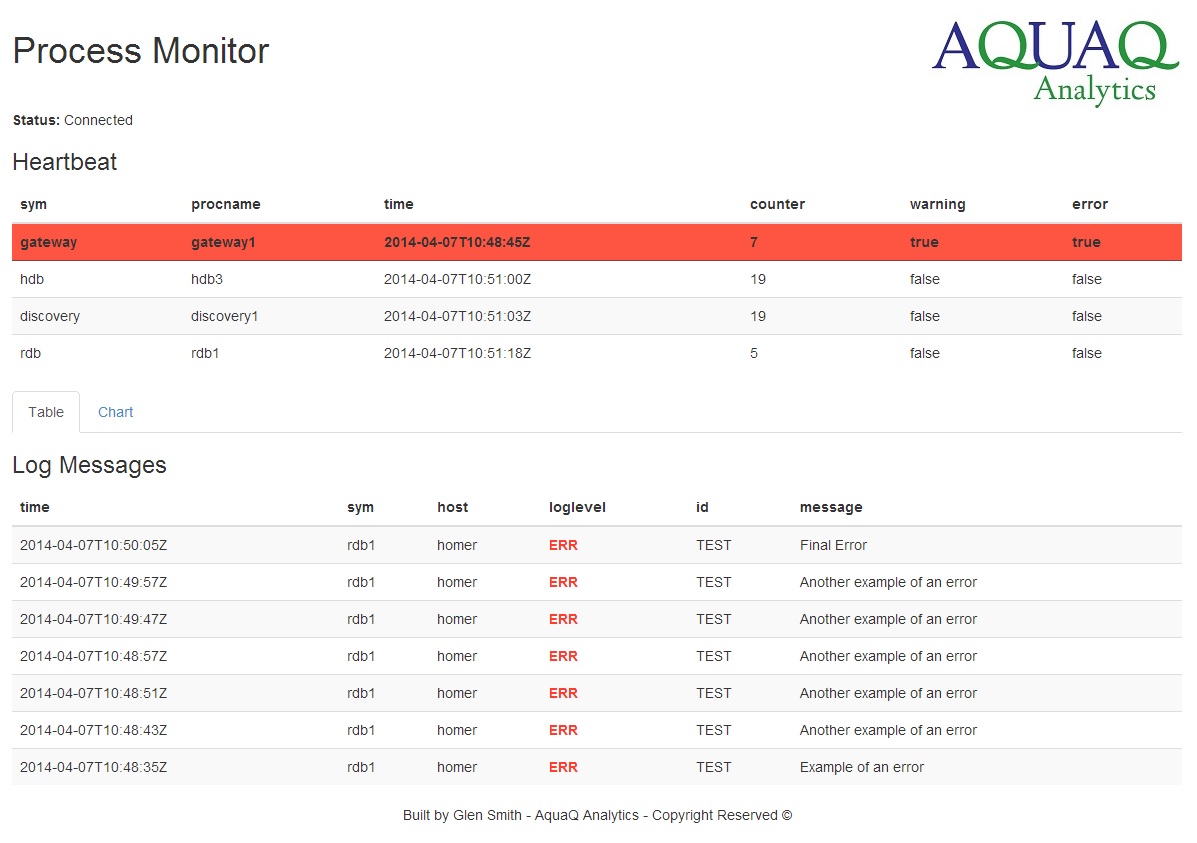 Process Monitor
AQUAQ
Analytics
Status: Connected
Heartbeat
sym procname time counter warning error
gateway gateway1 2014-04-07T10:48:45Z 7 true true
hdb hdb3 2014-04-07T10:51:00Z 19 false false
discovery discovery1 2014-04-07T10:51:03Z 19 false false
rdb rdb1 2014-04-07T10:51:18Z 5 false false
Table Chart
Log Messages
time sym host loglevel id message
2014-04-07T10:50:05Z rdb1 homer ERR TEST Final Error
2014-04-07T10:49:57Z rdb1 homer ERR TEST Another example of an error
2014-04-07T10:49:47Z rdb1 homer ERR TEST Another example of an error
2014-04-07T10:48:57Z rdb1 homer ERR TEST Another example of an error
2014-04-07T10:48:51Z rdb1 homer ERR TEST Another example of an error
2014-04-07T10:48:43Z rdb1 homer ERR TEST Another example of an error
2014-04-07T10:48:35Z rdb1 homer ERR TEST Example of an error
Built by Glen Smith - AquaQ Analytics - Copyright Reserved ©